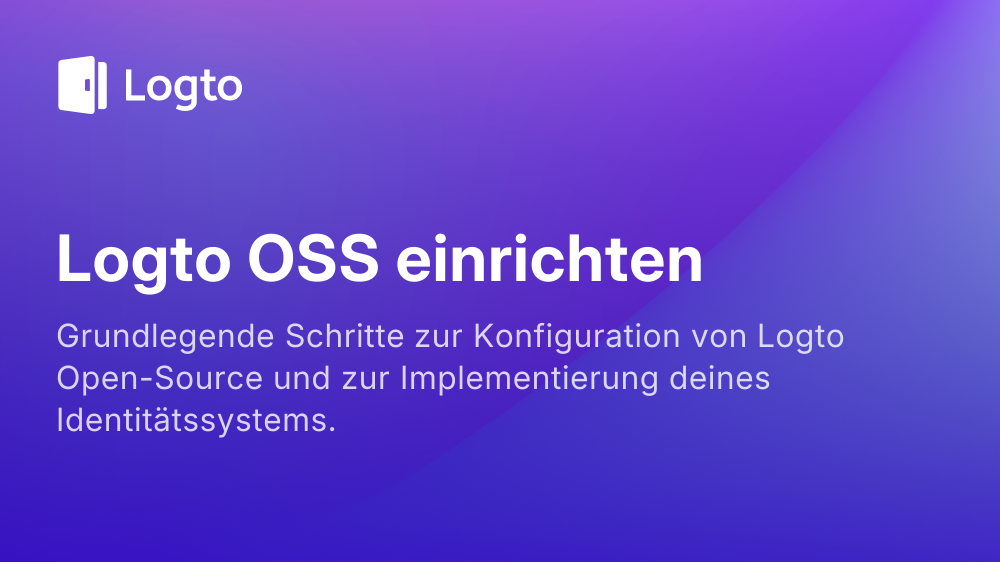 Logto
Logto OSS einrichten
Grundlegende Schritte zur Konfiguration von Logto
Open-Source und zur Implementierung deines
Identitätssystems.